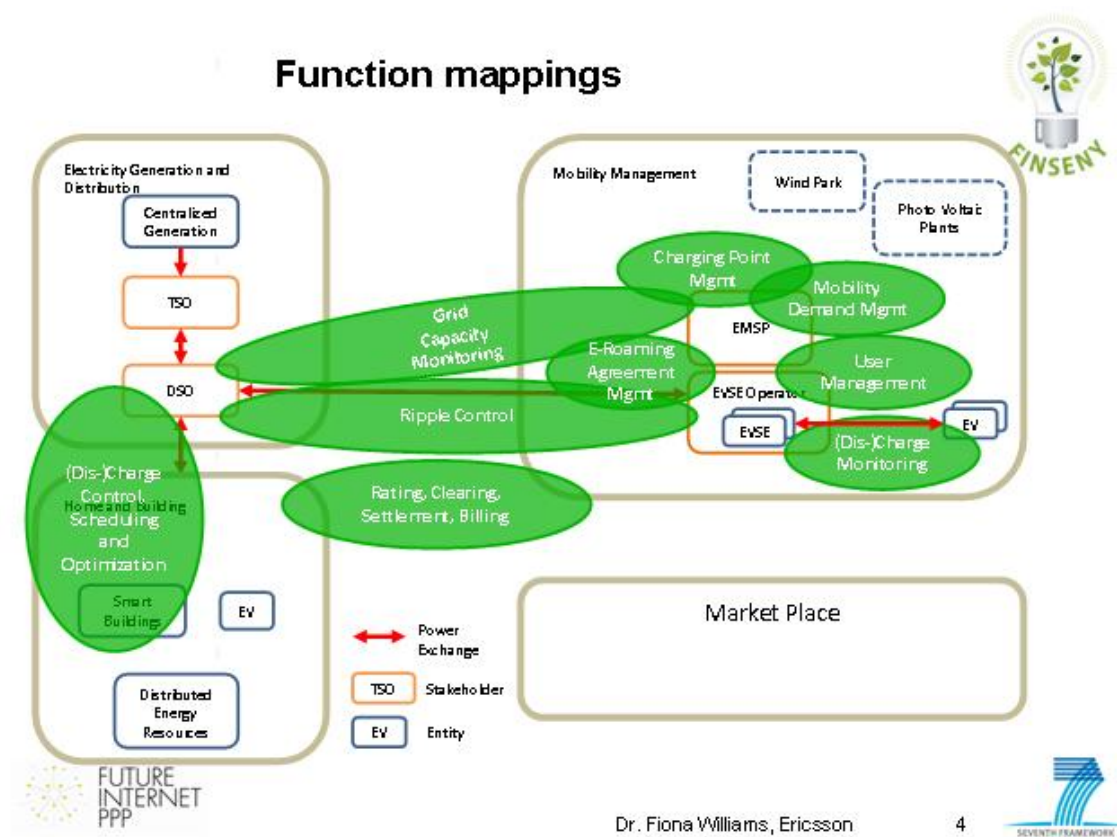 Function mappings
FINSENY
Electricity Generation and
Distribution
Centralized
Generation
TSO
DSO
Mobility Management
Wind Park
Photo Voltaic
Plants
Charging Point
Mgmt
Mobility
Demand Mgmt
EMSP
Grid
Capacity
Monitoring
E-Roaming
Agreement
Mgmt
User
Management
EVSE Operator
EVSE
EV
Ripple Control
(Dis-)Charge
Monitoring
(Dis-)Charge
Control,
Home and Building
Scheduling
and
Optimization
Rating, Clearing,
Settlement, Billing
Smart
Buildings
EV
Distributed
Energy
Resources
Power
Exchange
TSO
Stakeholder
EV
Entity
Market Place
FUTURE
INTERNET
PPP
Dr. Fiona Williams, Ericsson
4
SEVENTH FRAMEWORK